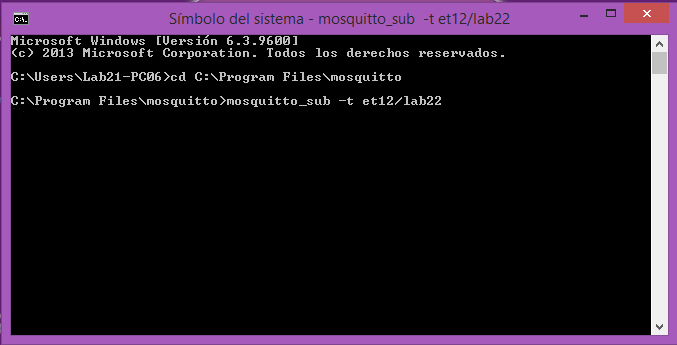 Símbolo del sistema - mosquitto_sub -t et12/lab22
Microsoft Windows [Versión 6.3.9600]
(c) 2013 Microsoft Corporation. Todos los derechos reservados.
C:\Users\Lab21-PC06>cd C:\Program Files\mosquitto
C:\Program Files\mosquitto>mosquitto_sub -t et12/lab22